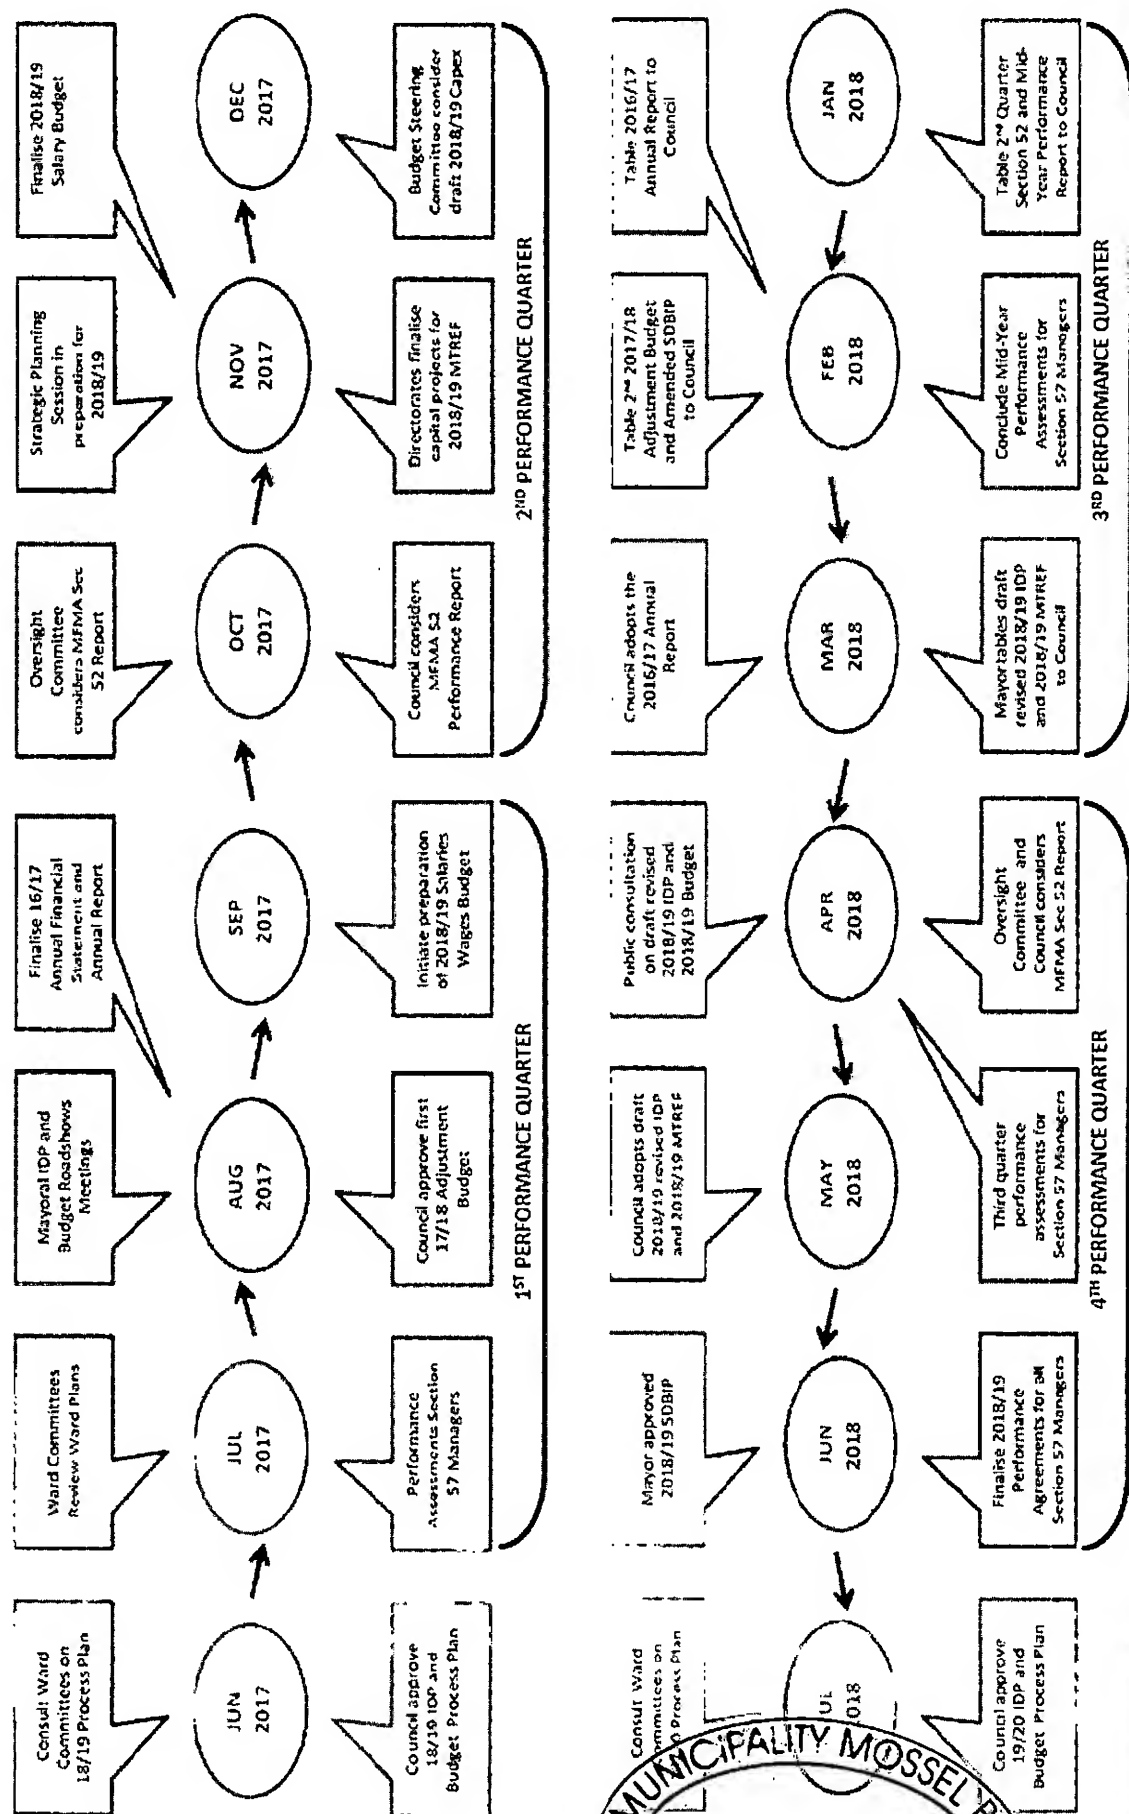 Consult Ward
Committees on
18/19 Process Plan
JUN
2017
Council approve
18/19 IDP and
Budget Process Plan
Ward Committees
Review Ward Plans
JUL
2017
Performance
Assessments Section
57 Managers
Mayoral IDP and
Budget Roadshows
Meetings
Finalise 16/17
Annual Financial
Statement and
Annual Report
AUG
2017
Council approve first
17/18 Adjustment
Budget
SEP
2017
Initiate preparation
of 2018/19 Salaries
Wages Budget
1ST PERFORMANCE QUARTER
Oversight
Committee
considers MFMA Sec
52 Report
OCT
2017
Council considers
MFMA S2
Performance Report
Strategic Planning
Session in
preparation for
2018/19
Finalise 2018/19
Salary Budget
NOV
2017
Directorates finalise
capital projects for
2018/19 MTREF
DEC
2017
Budget Steering
Committee consider
draft 2018/19 Capex
2ND PERFORMANCE QUARTER
Consult Ward
ommittees on
Process Plan
UL
2018
Council approve
19/20 IDP and
Budget Process Plan
Mayor approved
2018/19 SDBIP
JUN
2018
Finalise 2018/19
Performance
Agreements for all
Section 57 Managers
Council adopts draft
2018/19 revised IDP
and 2018/19 MTREF
MAY
2018
Third quarter
performance
assessments for
Section 57 Managers
Public consultation
on draft revised
2018/19 IDP and
2018/19 Budget
APR
2018
Oversight
Committee and
Council considers
MFMA Sec 52 Report
4TH PERFORMANCE QUARTER
Council adopts the
2016/17 Annual
Report
MAR
2018
Mayor tables draft
revised 2018/19 IDP
and 2018/19 MTREF
to Council
Table 2nd 2017/18
Adjustment Budget
and Amended SDBIP
to Council
Table 2016/17
Annual Report to
Council
FEB
2018
Conclude Mid-Year
Performance
Assessments for
Section 57 Managers
JAN
2018
Table 2nd Quarter
Section 52 and Mid-
Year Performance
Report to Council
3RD PERFORMANCE QUARTER
MUNICIPALITY MOSSEL B